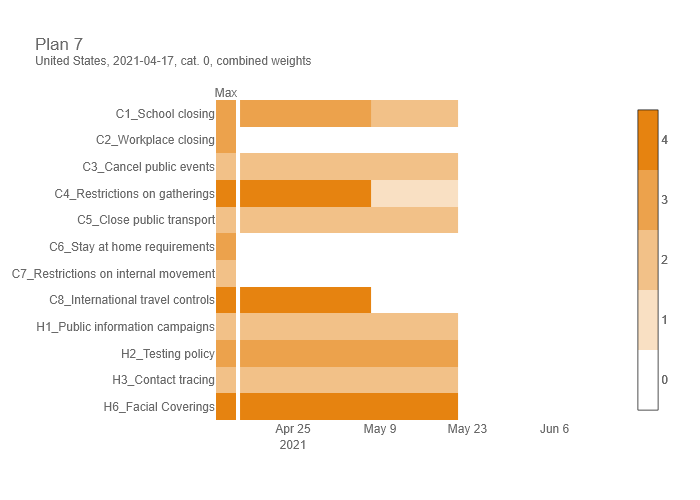 Plan 7
United States, 2021-04-17, cat. 0, combined weights
Max
C1_School closing
C2_Workplace closing
C3_Cancel public events
C4_Restrictions on gatherings
C5_Close public transport
C6_Stay at home requirements
C7_Restrictions on internal movement
C8_International travel controls
H1_Public information campaigns
H2_Testing policy
H3_Contact tracing
H6_Facial Coverings
Apr 25 May 9 May 23 Jun 6
2021
4
3
2
1
0